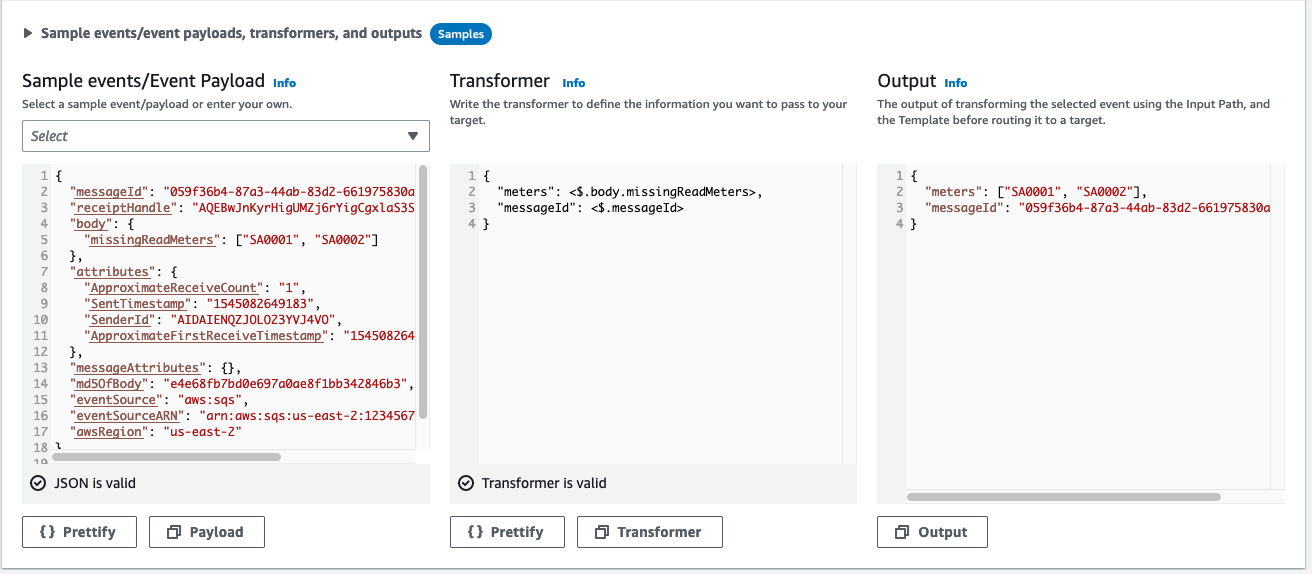 Sample events/event payloads, transformers, and outputs Samples
Sample events/Event Payload Info
Select a sample event/payload or enter your own.
Select
1 {
2 "messageId": "059f36b4-87a3-44ab-83d2-661975830a
3 "receiptHandle": "AQEBwJnKyrHigUMZj6rYigCgxlaS3S
4 "body": {
5 "missingReadMeters": ["SA0001", "SA0002"]
6 },
7 "attributes": {
8 "ApproximateReceiveCount": "1",
9 "SentTimestamp": "1545082649183",
10 "SenderId": "AIDAIENQZJOLO23YVJ4VO",
11 "ApproximateFirstReceiveTimestamp": "154508264
12 },
13 "messageAttributes": {},
14 "md5OfBody": "e4e68fb7bd0e697a0ae8f1bb342846b3",
15 "eventSource": "aws:sqs",
16 "eventSourceARN": "arn:aws:sqs:us-east-2:1234567
17 "awsRegion": "us-east-2"
18 }
19
JSON is valid
{} Prettify Payload
Transformer Info
Write the transformer to define the information you want to pass to your
target.
1 {
2 "meters": <$.body.missingReadMeters>,
3 "messageId": <$.messageId>
4 }
Transformer is valid
{} Prettify Transformer
Output Info
The output of transforming the selected event using the Input Path, and
the Template before routing it to a target.
1 {
2 "meters": ["SA0001", "SA0002"],
3 "messageId": "059f36b4-87a3-44ab-83d2-661975830a
4 }
Output